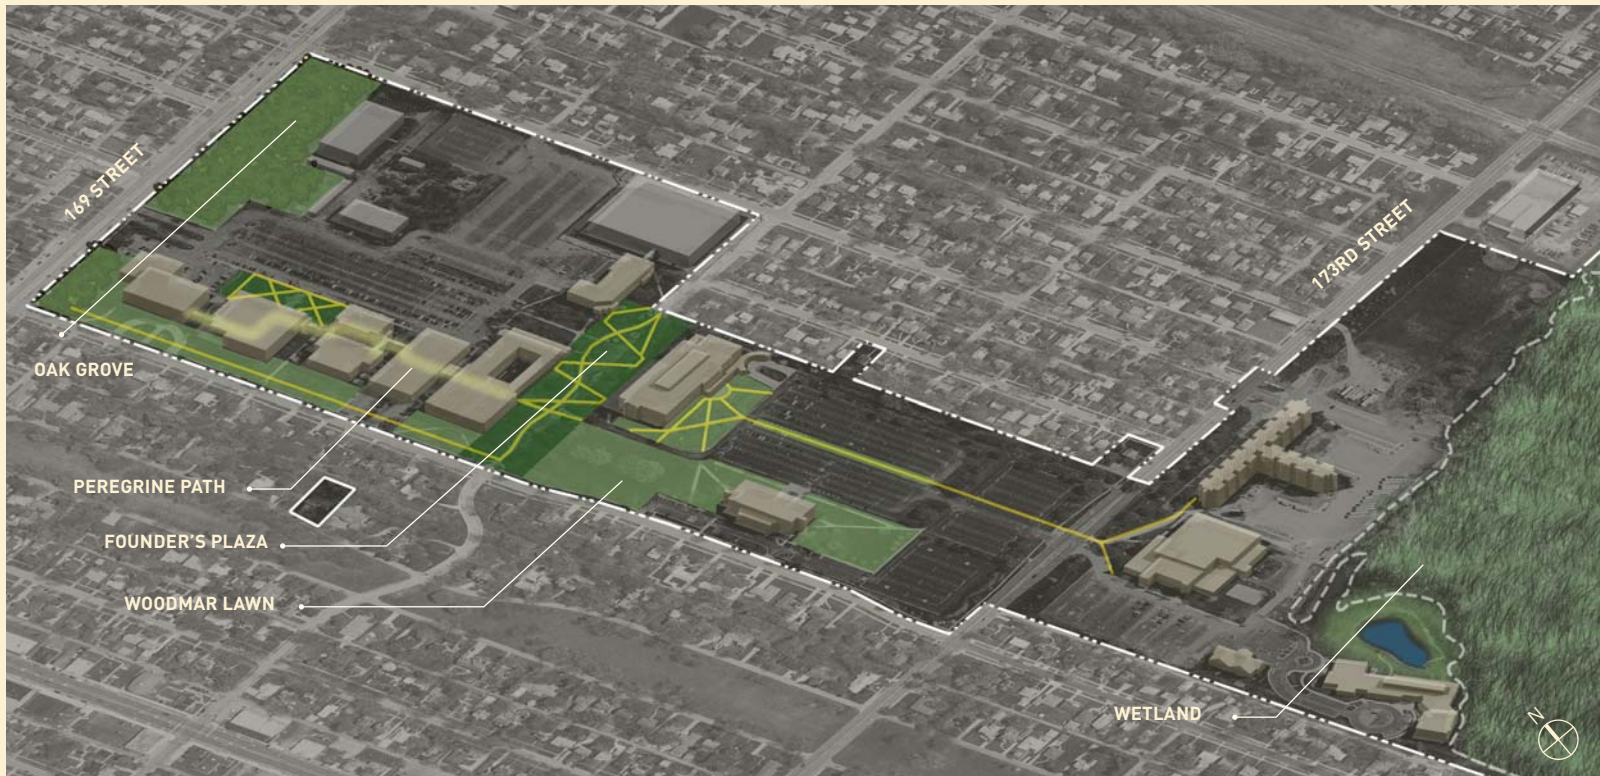 169 STREET
173RD STREET
OAK GROVE
PEREGRINE PATH
FOUNDER'S PLAZA
WOODMAR LAWN
WETLAND
N